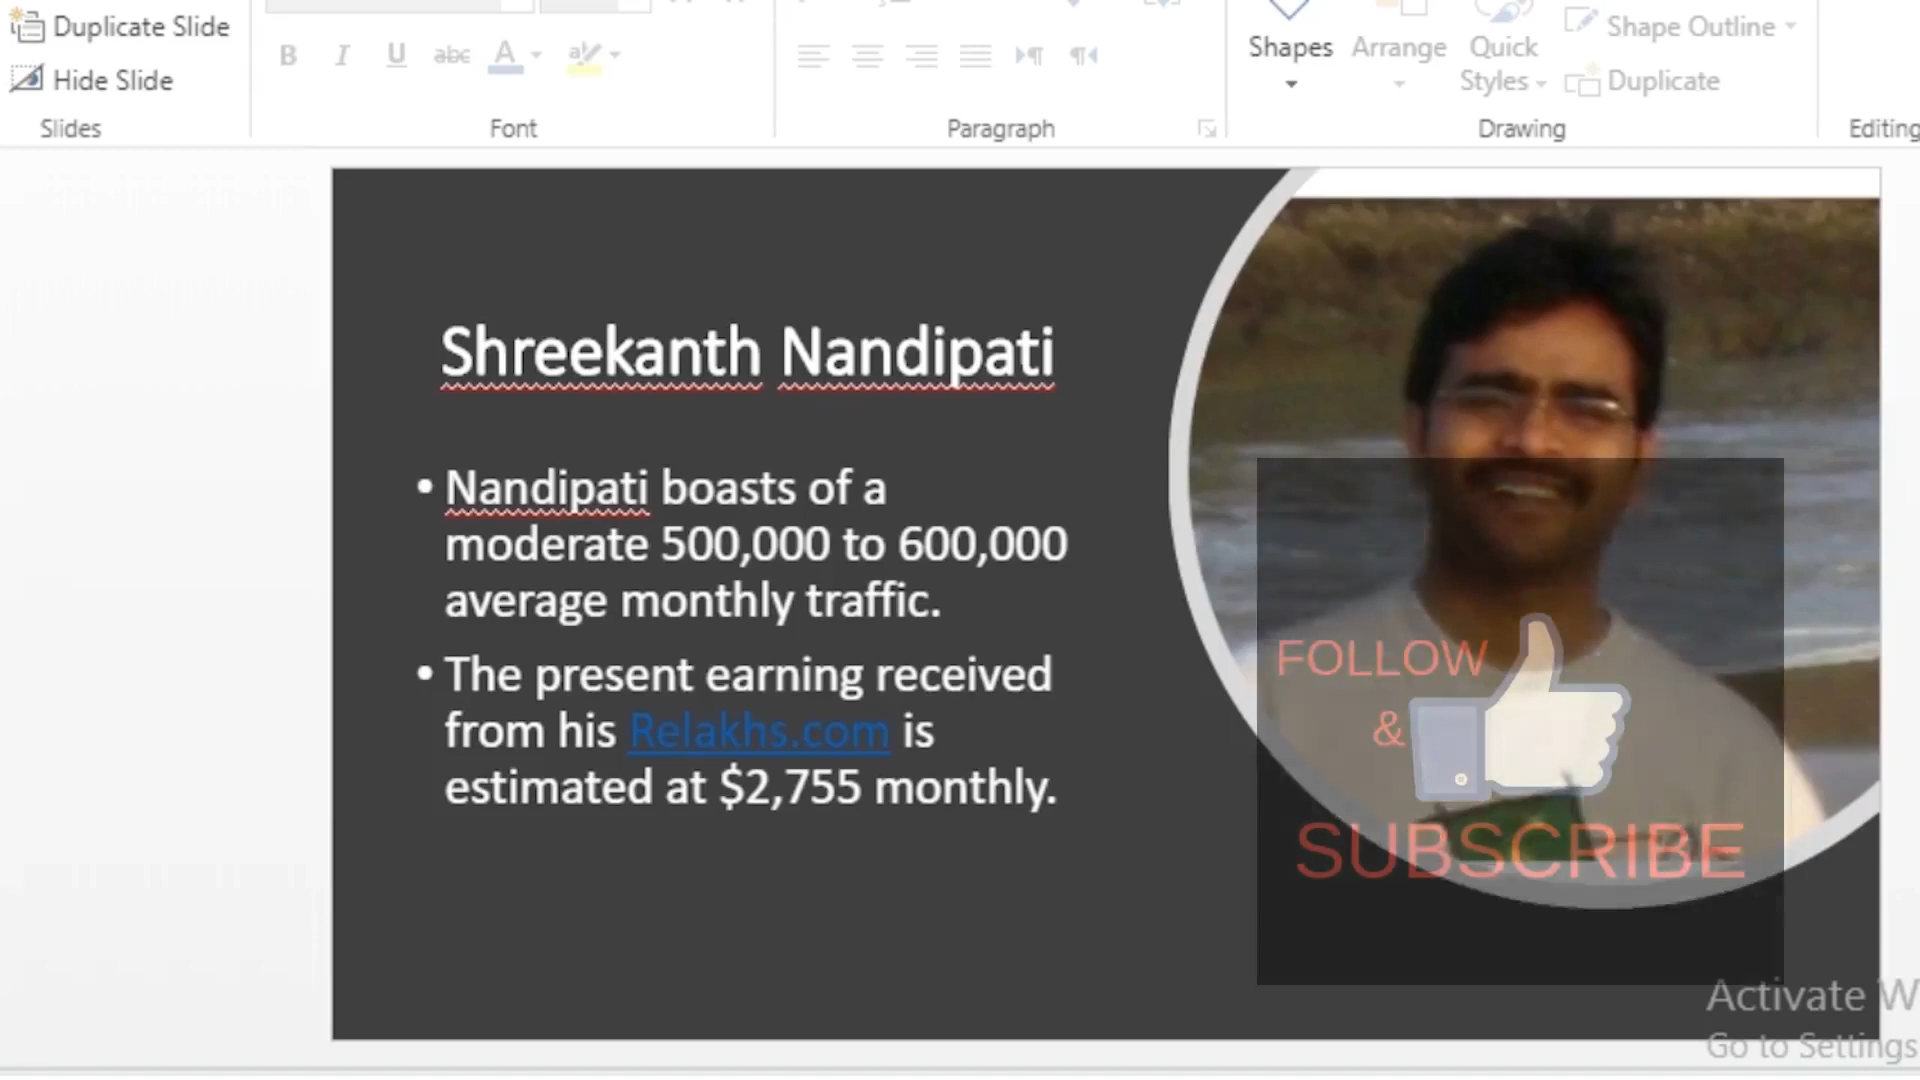 Duplicate Slide
Hide Slide
Slides
B I U abc A ab
Font
Paragraph
Shapes
Arrange
Quick
Styles
Shape Outline
Duplicate
Drawing
Editing
Shreekanth Nandipati
• Nandipati boasts of a
moderate 500,000 to 600,000
average monthly traffic.
• The present earning received
from his Relakhs.com is
estimated at $2,755 monthly.
FOLLOW
&
SUBSCRIBE
Activate W
Go to Settings